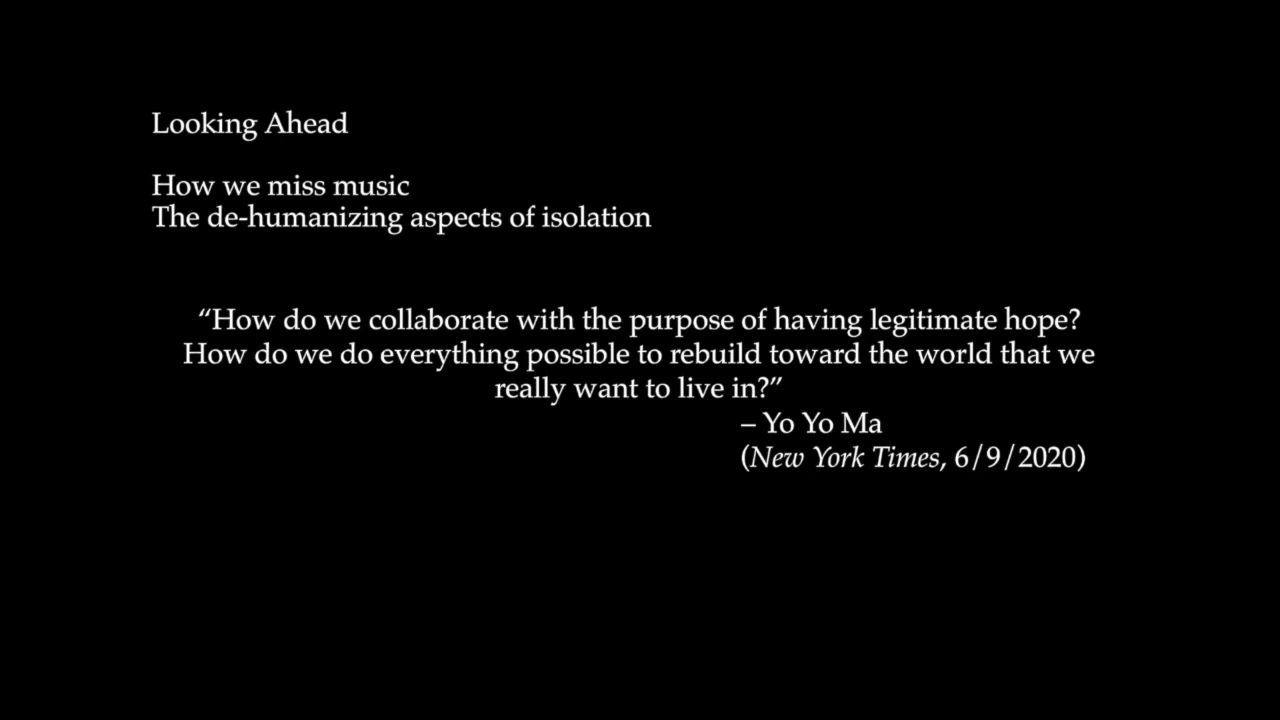 Looking Ahead
How we miss music
The de-humanizing aspects of isolation
“How do we collaborate with the purpose of having legitimate hope?
How do we do everything possible to rebuild toward the world that we
really want to live in?”
– Yo Yo Ma
(New York Times, 6/9/2020)